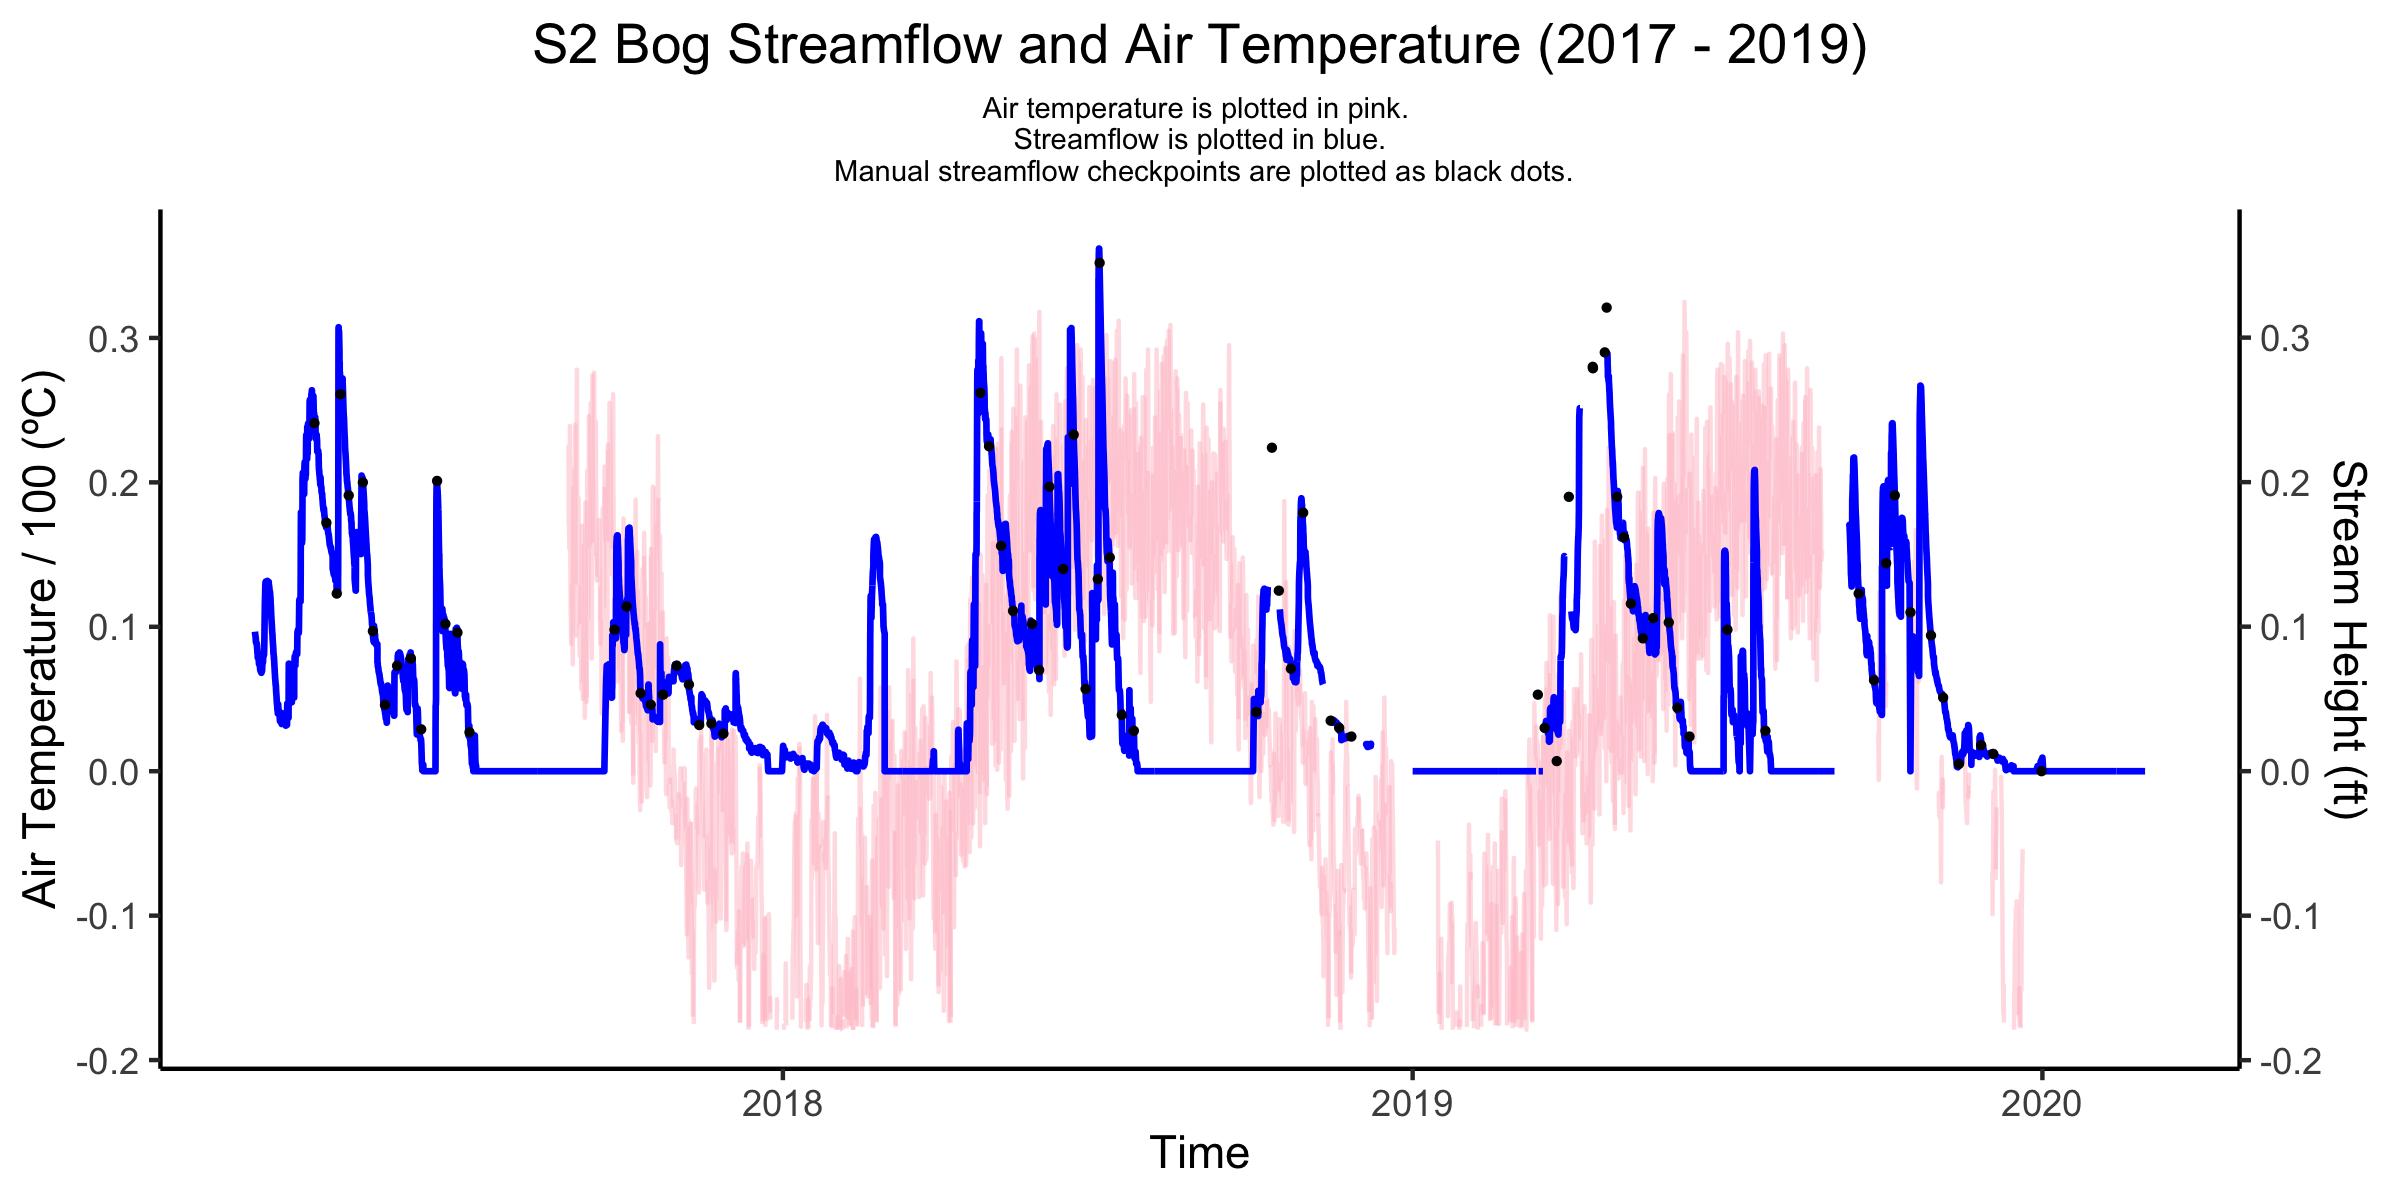 S2 Bog Streamflow and Air Temperature (2017 - 2019)
Air temperature is plotted in pink.
Streamflow is plotted in blue.
Manual streamflow checkpoints are plotted as black dots.
Air Temperature / 100 (ºC)
0.3
0.2
0.1
0.0
-0.1
-0.2
0.3
0.2
0.1
0.0
-0.1
-0.2
Stream Height (ft)
2018
2019
2020
Time